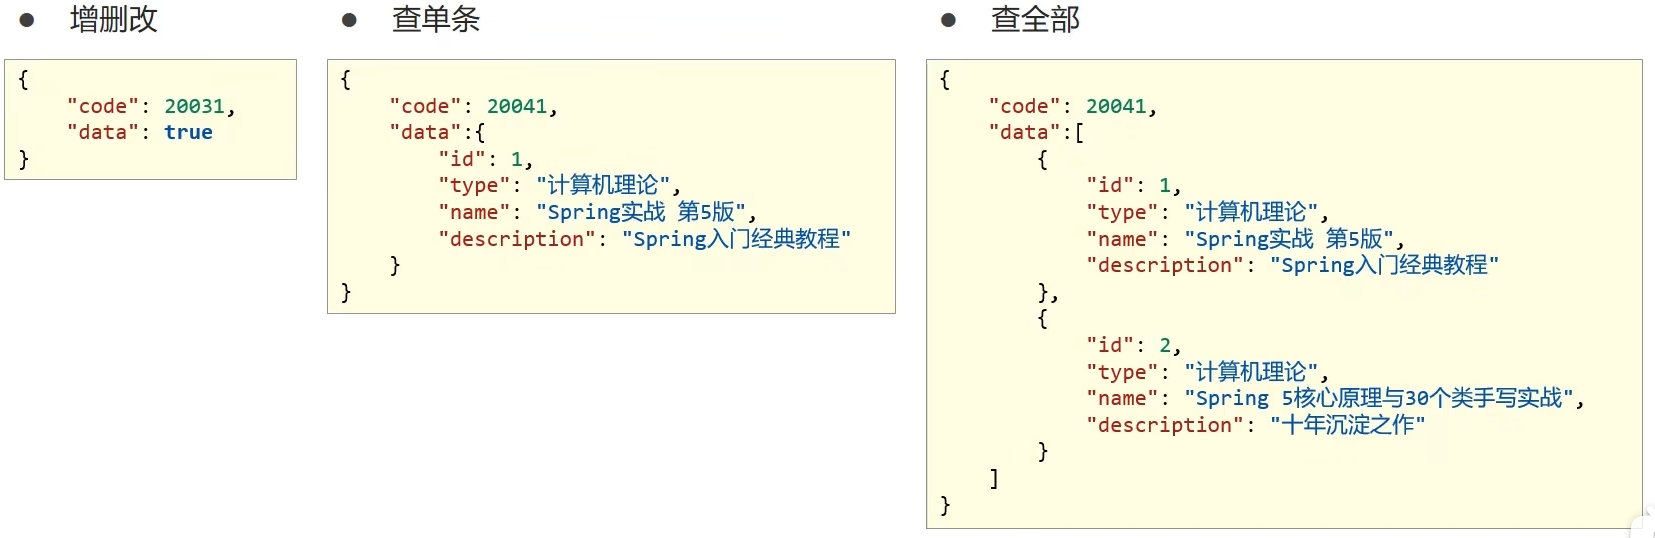 ● 增删改
{
    "code": 20031,
    "data": true
}
● 查单条
{
    "code": 20041,
    "data":{
        "id": 1,
        "type": "计算机理论",
        "name": "Spring实战 第5版",
        "description": "Spring入门经典教程"
    }
}
● 查全部
{
    "code": 20041,
    "data":[
        {
            "id": 1,
            "type": "计算机理论",
            "name": "Spring实战 第5版",
            "description": "Spring入门经典教程"
        },
        {
            "id": 2,
            "type": "计算机理论",
            "name": "Spring 5核心原理与30个类手写实战",
            "description": "十年沉淀之作"
        }
    ]
}